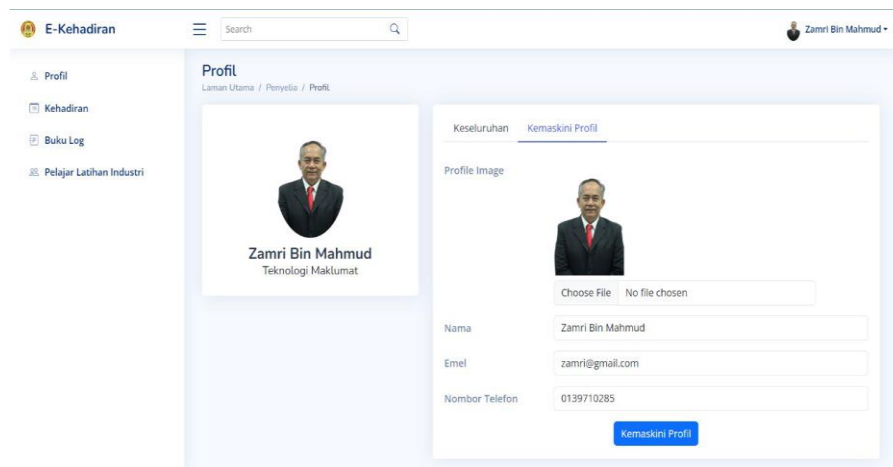 E-Kehadiran
Search
Zamri Bin Mahmud
Profil
Kehadiran
Buku Log
Pelajar Latihan Industri
Profil
Laman Utama / Penyelia / Profil
Zamri Bin Mahmud
Teknologi Maklumat
Keseluruhan Kemaskini Profil
Profile Image
Choose File No file chosen
Nama Zamri Bin Mahmud
Emel zamri@gmail.com
Nombor Telefon 0139710285
Kemaskini Profil